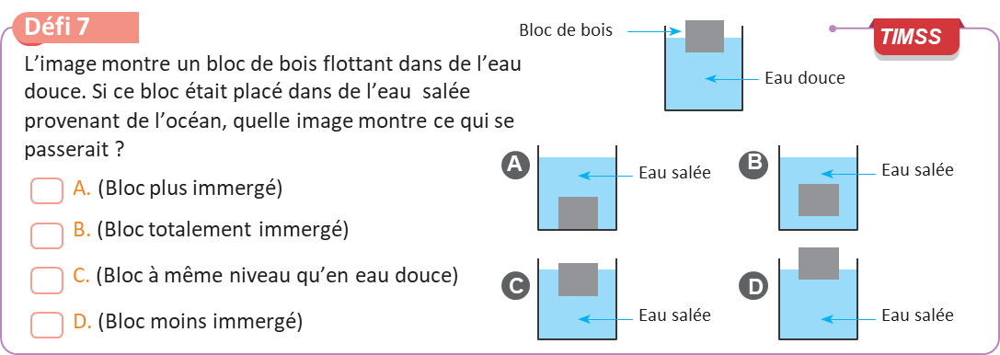 Défi 7
TIMSS
L’image montre un bloc de bois flottant dans de l’eau
douce. Si ce bloc était placé dans de l’eau salée
provenant de l’océan, quelle image montre ce qui se
passerait ?
A. (Bloc plus immergé)
B. (Bloc totalement immergé)
C. (Bloc à même niveau qu’en eau douce)
D. (Bloc moins immergé)
Bloc de bois
Eau douce
A
Eau salée
B
Eau salée
C
Eau salée
D
Eau salée